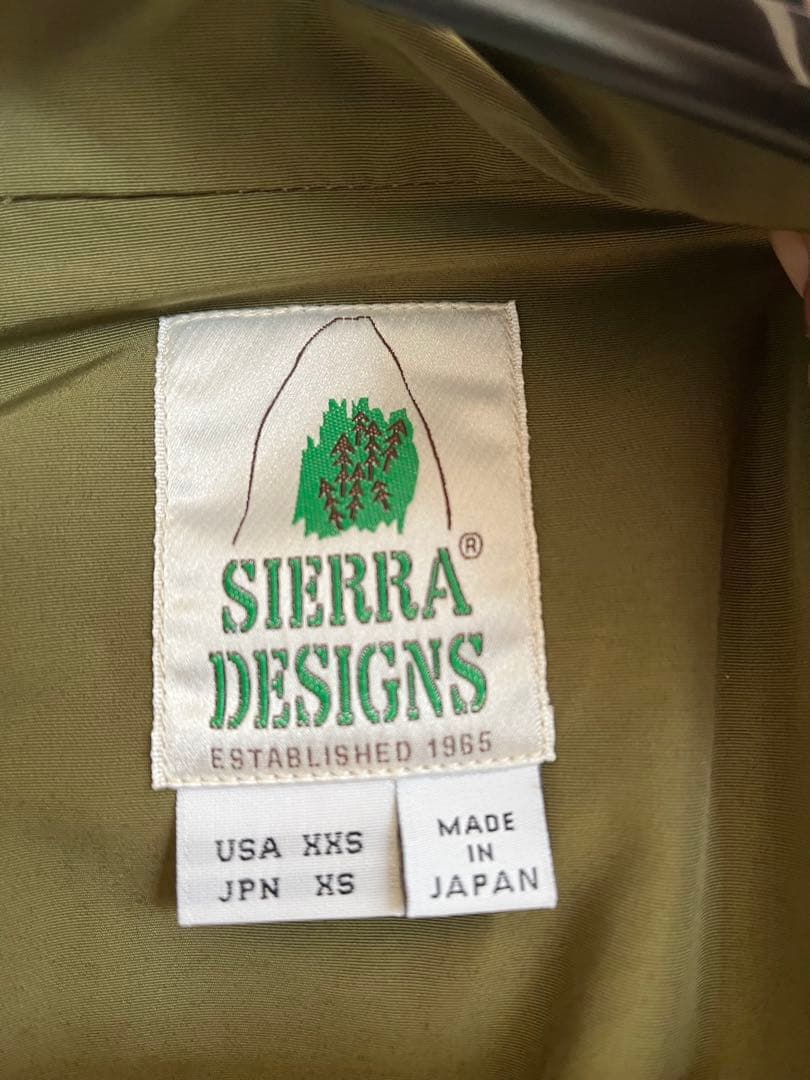 SIERRA®
DESIGNS
ESTABLISHED 1965
USA XXS
JPN XS
MADE
IN
JAPAN